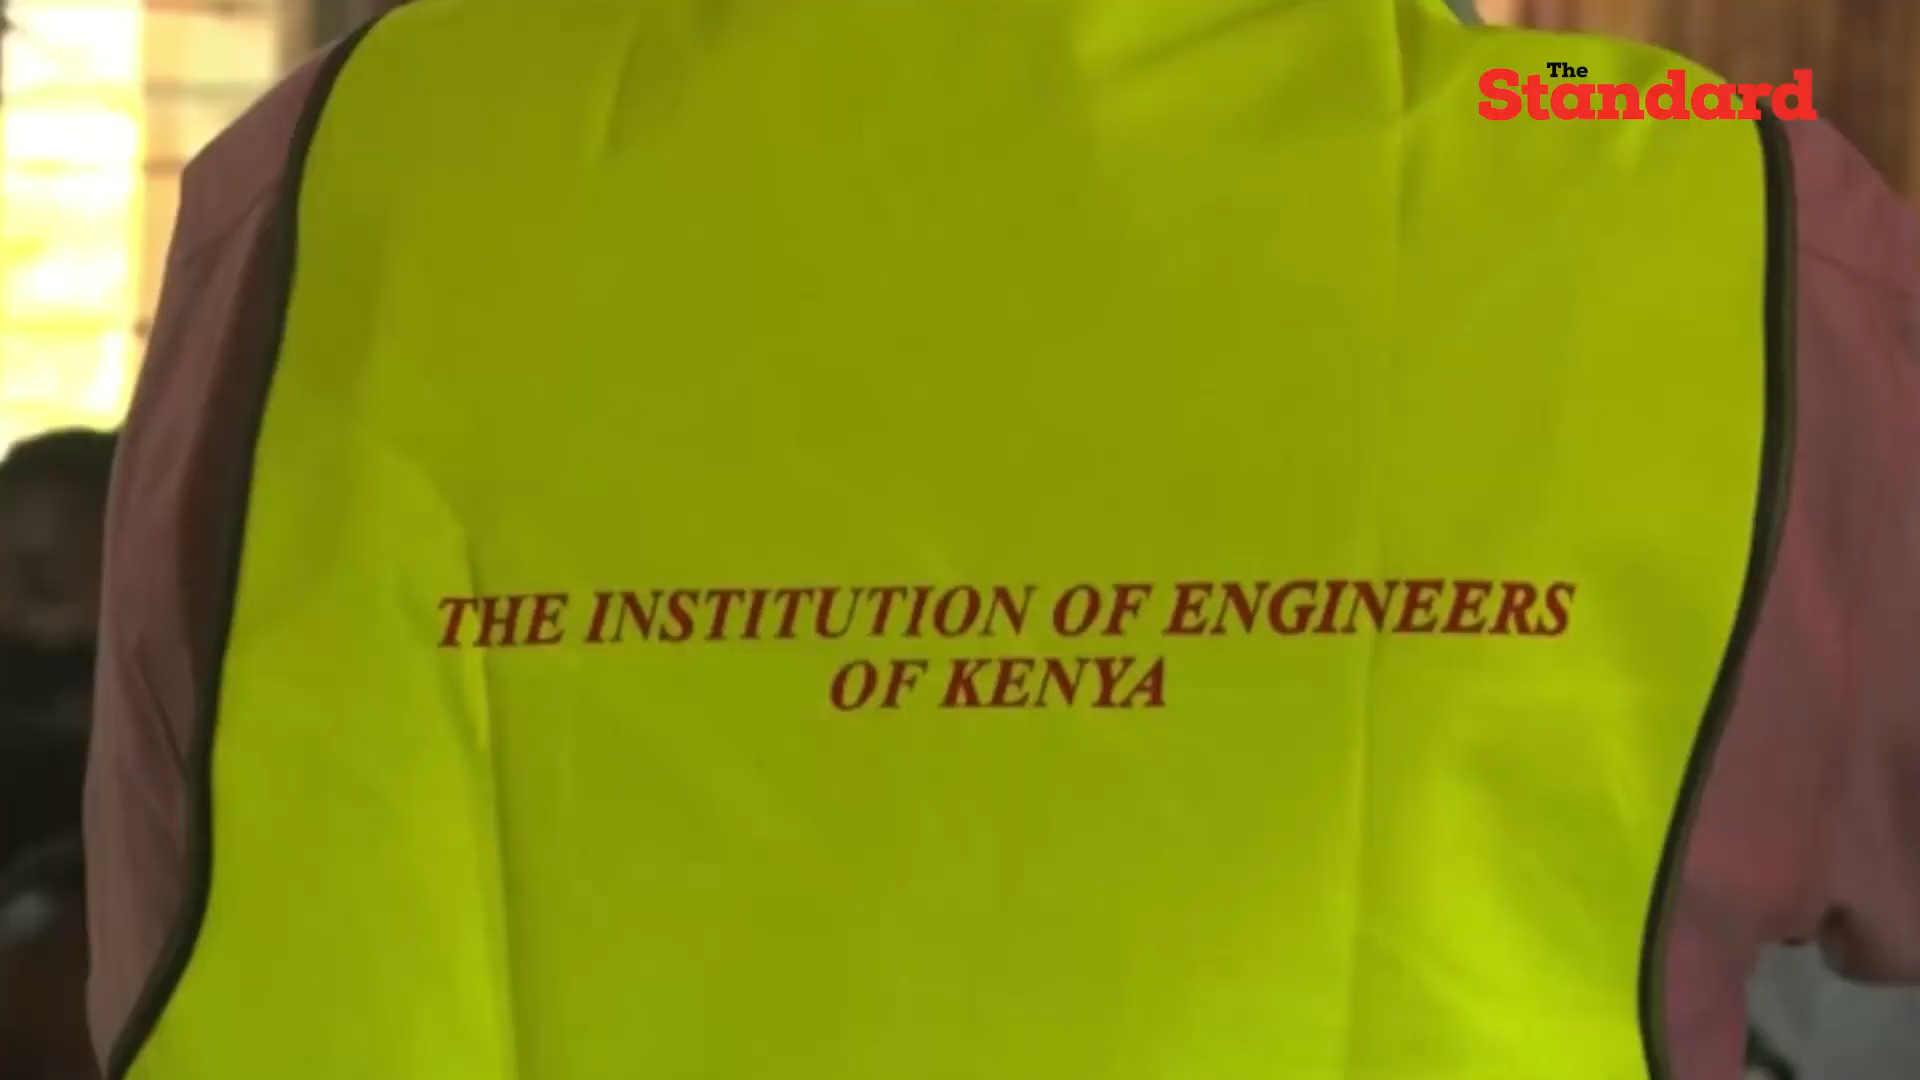 The
Standard
THE INSTITUTION OF ENGINEERS
OF KENYA